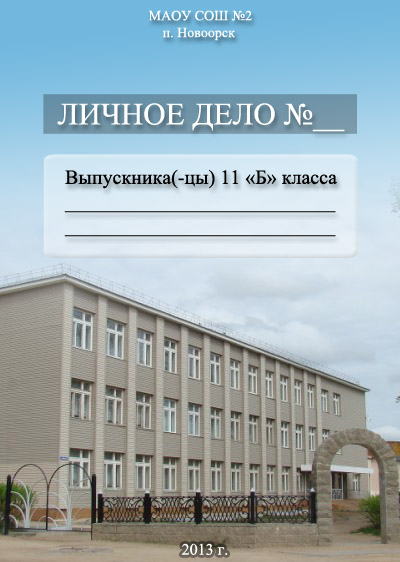 МАОУ СОШ №2
п. Новоорск
ЛИЧНОЕ ДЕЛО №__
Выпускника(-цы) 11 «Б» класса
2013 г.